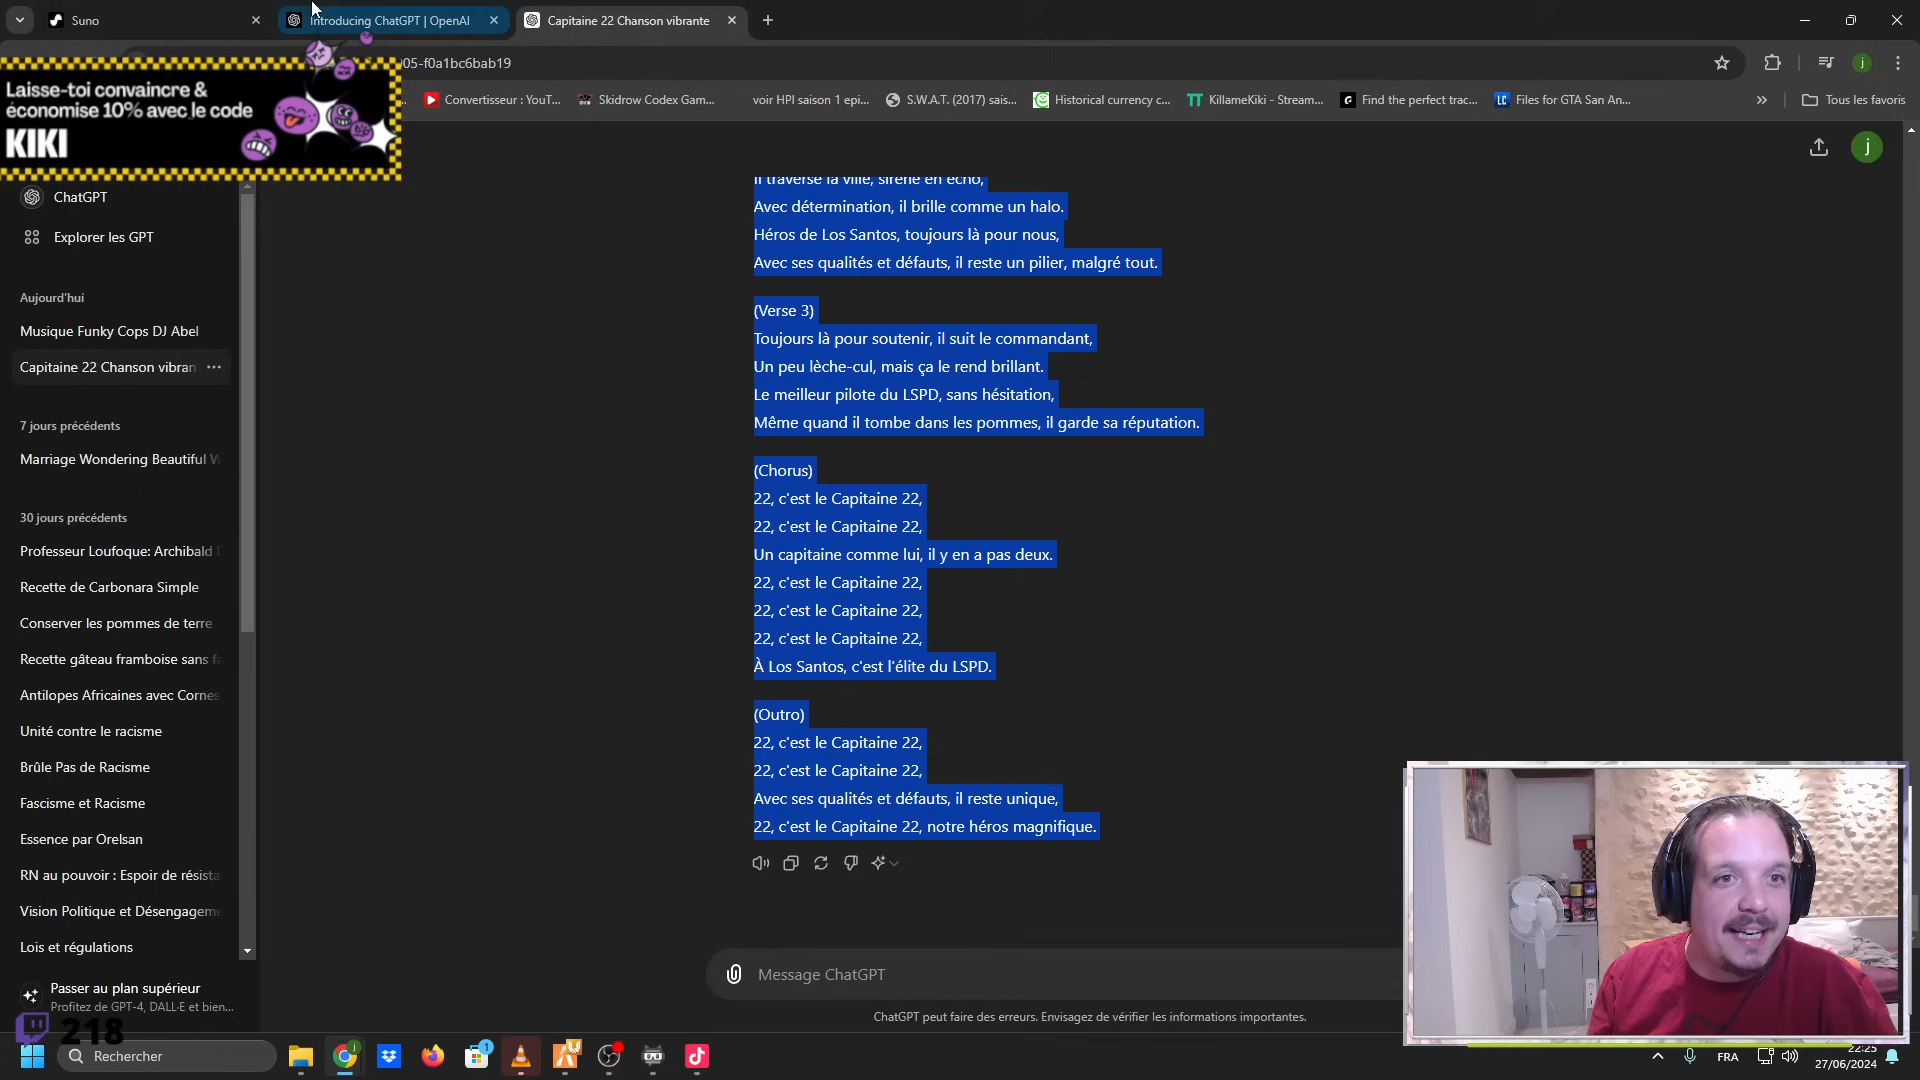 Suno
Introducing ChatGPT | OpenAI
Capitaine 22 Chanson vibrante
05-f0a1bc6bab19
j
Laisse-toi convaincre &
économise 10% avec le code
KIKI
Convertisseur : YouT...
Skidrow Codex Gam...
voir HPI saison 1 epi...
S.W.A.T. (2017) sais...
Historical currency c...
KillameKiki - Stream...
Find the perfect trac...
Files for GTA San An...
Tous les favoris
j
ChatGPT
Explorer les GPT
Aujourd'hui
Musique Funky Cops DJ Abel
Capitaine 22 Chanson vibran
7 jours précédents
Marriage Wondering Beautiful W
30 jours précédents
Professeur Loufoque: Archibald
Recette de Carbonara Simple
Conserver les pommes de terre
Recette gâteau framboise sans fa
Antilopes Africaines avec Cornes
Unité contre le racisme
Brûle Pas de Racisme
Fascisme et Racisme
Essence par Orelsan
RN au pouvoir : Espoir de résista
Vision Politique et Désengageme
Lois et régulations
Passer au plan supérieur
Profitez de GPT-4, DALL·E et bien...
218
Il traverse la ville, sirène en écho,
Avec détermination, il brille comme un halo.
Héros de Los Santos, toujours là pour nous,
Avec ses qualités et défauts, il reste un pilier, malgré tout.
(Verse 3)
Toujours là pour soutenir, il suit le commandant,
Un peu lèche-cul, mais ça le rend brillant.
Le meilleur pilote du LSPD, sans hésitation,
Même quand il tombe dans les pommes, il garde sa réputation.
(Chorus)
22, c'est le Capitaine 22,
22, c'est le Capitaine 22,
Un capitaine comme lui, il y en a pas deux.
22, c'est le Capitaine 22,
22, c'est le Capitaine 22,
22, c'est le Capitaine 22,
À Los Santos, c'est l'élite du LSPD.
(Outro)
22, c'est le Capitaine 22,
22, c'est le Capitaine 22,
Avec ses qualités et défauts, il reste unique,
22, c'est le Capitaine 22, notre héros magnifique.
Message ChatGPT
ChatGPT peut faire des erreurs. Envisagez de vérifier les informations importantes.
Rechercher
FRA
22:25
27/06/2024